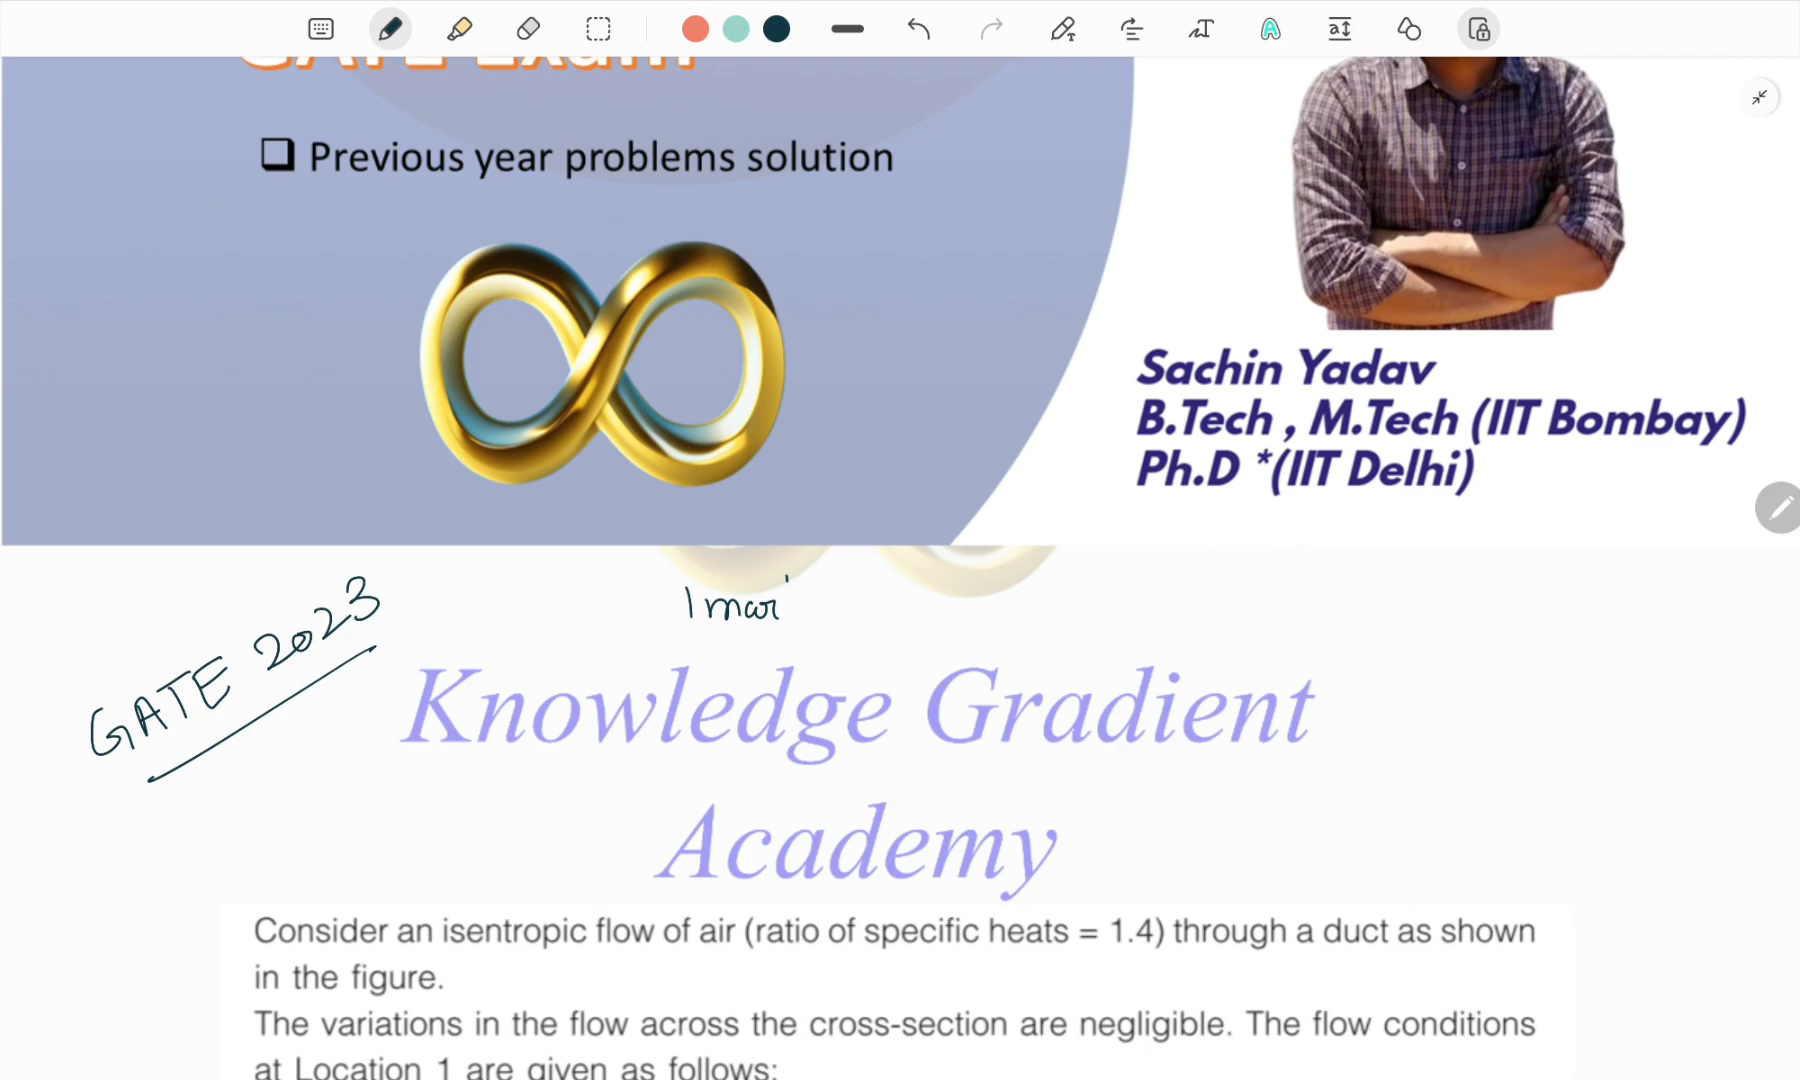 Previous year problems solution
Sachin Yadav
B.Tech , M.Tech (IIT Bombay)
Ph.D *(IIT Delhi)
GATE 2023
Knowledge Gradient
Academy
Consider an isentropic flow of air (ratio of specific heats = 1.4) through a duct as shown
in the figure.
The variations in the flow across the cross-section are negligible. The flow conditions
at Location 1 are given as follows: